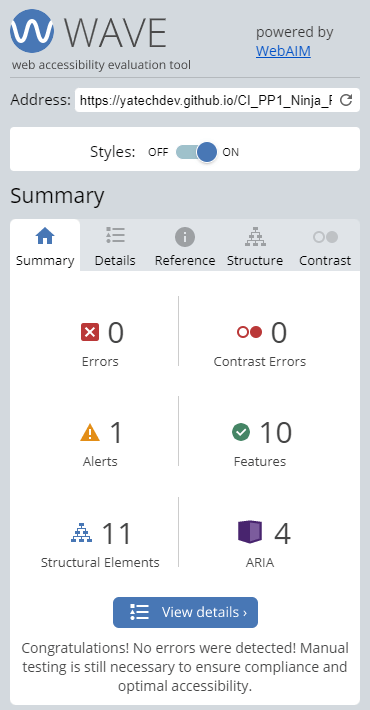 WAVE
web accessibility evaluation tool
powered by
WebAIM
Address: https://yatechdev.github.io/CI_PP1_Ninja_
Styles: OFF ON
Summary
Summary Details Reference Structure Contrast
0 0
Errors Contrast Errors
1 10
Alerts Features
11 4
Structural Elements ARIA
View details ›
Congratulations! No errors were detected! Manual
testing is still necessary to ensure compliance and
optimal accessibility.